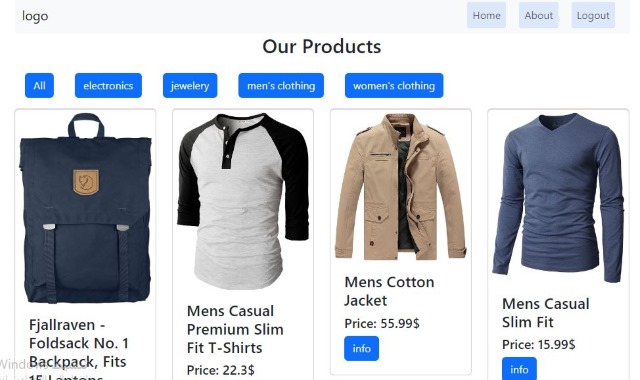 logo
Home About Logout
Our Products
All electronics jewelery men's clothing women's clothing
Fjallraven -
Foldsack No. 1
Backpack, Fits
15 Laptops
Mens Casual
Premium Slim
Fit T-Shirts
Price: 22.3$
Mens Cotton
Jacket
Price: 55.99$
info
Mens Casual
Slim Fit
Price: 15.99$
info
Windows